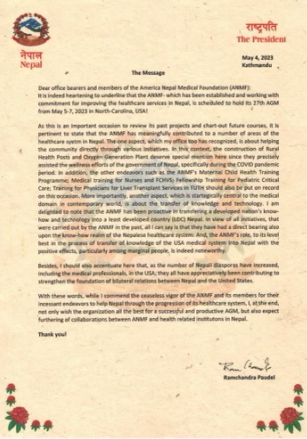 नेपाल
Nepal
राष्ट्रपति
The President
May 4, 2023
Kathmandu
The Message
Dear office bearers and members of the America Nepal Medical Foundation (ANMF):
It is indeed heartening to underline that the ANMF- which has been established and working with
commitment for improving the healthcare services in Nepal, is scheduled to hold its 27th AGM
from May 5-7, 2023 in North Carolina, USA!
As this is an important occasion to review its past projects and chart-out future courses, it is
pertinent to state that the ANMF has meaningfully contributed to a number of areas of the
healthcare system in Nepal. The one aspect, which my office too has recognized, is about helping
the community directly through various initiatives. In this context, the construction of Rural
Health Posts and Oxygen Generation Plant deserve special mention here since they precisely
assisted the wellness efforts of the government of Nepal, specifically during the COVID pandemic
period. In addition, the other endeavors such as the ANMF's Maternal Child Health Training
Programme; Medical training for Nurses and FCHVS; Fellowship Training for Pediatric Critical
Care; Training for Physicians for Liver Transplant Services in TUTH should also be put on record
on this occasion. More importantly, another aspect, which is startegically central to the medical
domain in contemporary world, is about the transfer of knowledge and technology. I am
delighted to note that the ANMF has been proactive in transferring a developed nation's know-
how and technology into a least developed country (LDC) Nepal. In view of all initiatives, that
were carried out by the ANMF in the past, all I can say is that they have had a direct bearing also
upon the know-how realm of the Nepalese healthcare system. And, the ANMF's role, to its level
best in the process of transfer of knowledge of the USA medical system into Nepal with the
positive effects, particularly among marginal people, is indeed noteworthy.
Besides, I should also accentuate here that, as the number of Nepali diasporas have increased,
including the medical professionals, in the USA; they all have appreciably been contributing to
strengthen the foundation of bilateral relations between Nepal and the United States.
With these words, while I commend the ceaseless vigor of the ANMF and its members for their
incessant endeavors to help Nepal through the progression of its healthcare system, I, at the end,
not only wish the organization all the best for a successful and productive AGM, but also expect
furthering of collaborations between ANMF and health related institutions in Nepal.
Thank you!
Ramchandra Poudel